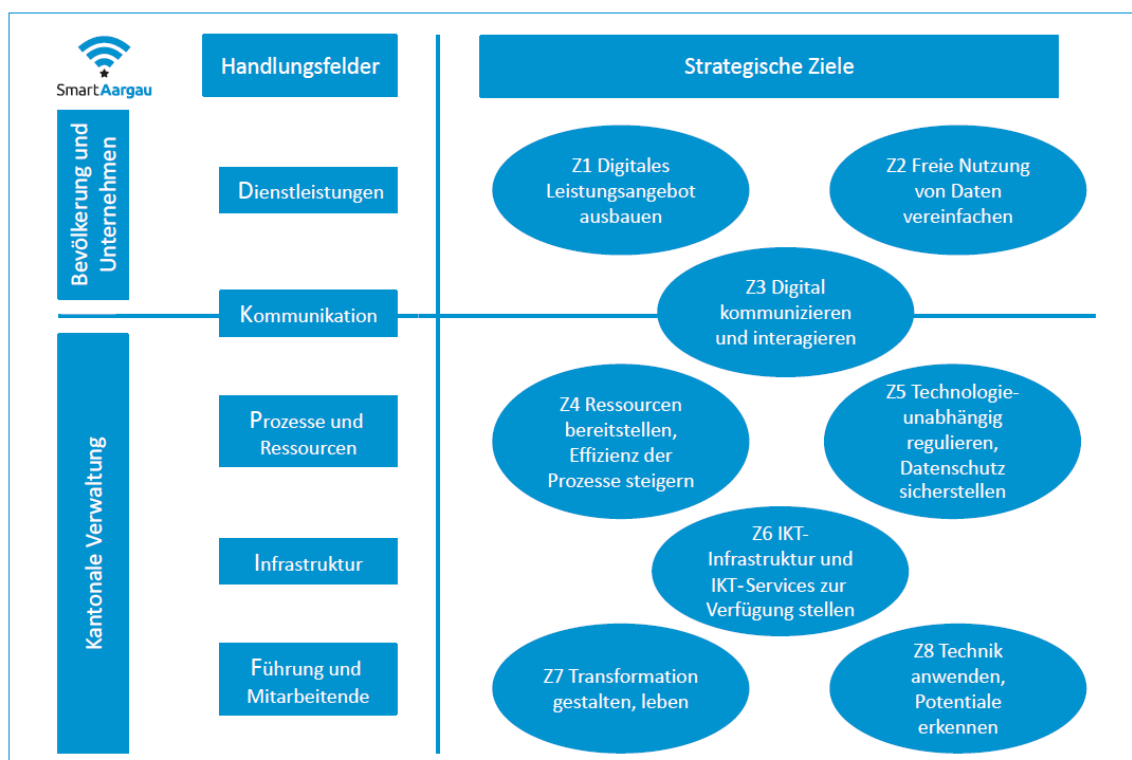 SmartAargau
Handlungsfelder
Strategische Ziele
Bevölkerung und
Unternehmen
Dienstleistungen
Z1 Digitales
Leistungsangebot
ausbauen
Z2 Freie Nutzung
von Daten
vereinfachen
Kommunikation
Z3 Digital
kommunizieren
und interagieren
Kantonale Verwaltung
Prozesse und
Ressourcen
Z4 Ressourcen
bereitstellen,
Effizienz der
Prozesse steigern
Z5 Technologie-
unabhängig
regulieren,
Datenschutz
sicherstellen
Infrastruktur
Z6 IKT-
Infrastruktur und
IKT-Services zur
Verfügung stellen
Führung und
Mitarbeitende
Z7 Transformation
gestalten, leben
Z8 Technik
anwenden,
Potentiale
erkennen